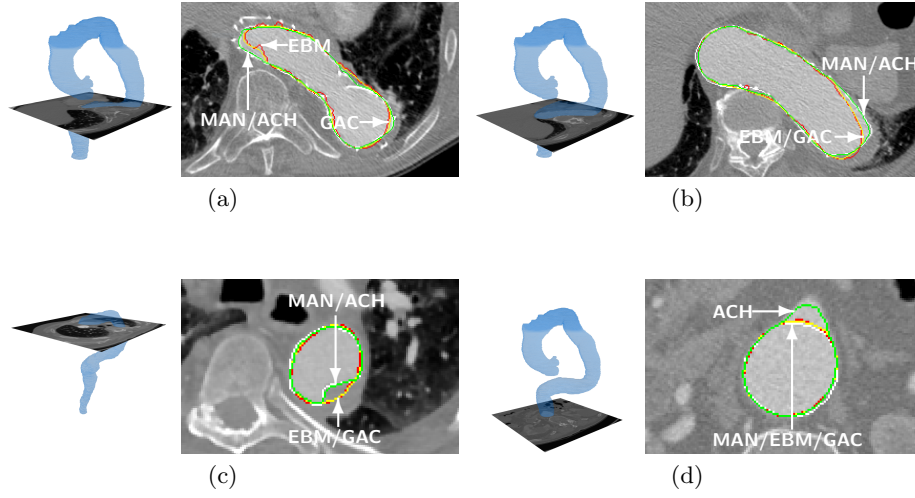 EBM
MAN/ACH
GAC
MAN/ACH
EBM/GAC
(a)
(b)
MAN/ACH
EBM/GAC
ACH
MAN/EBM/GAC
(c)
(d)